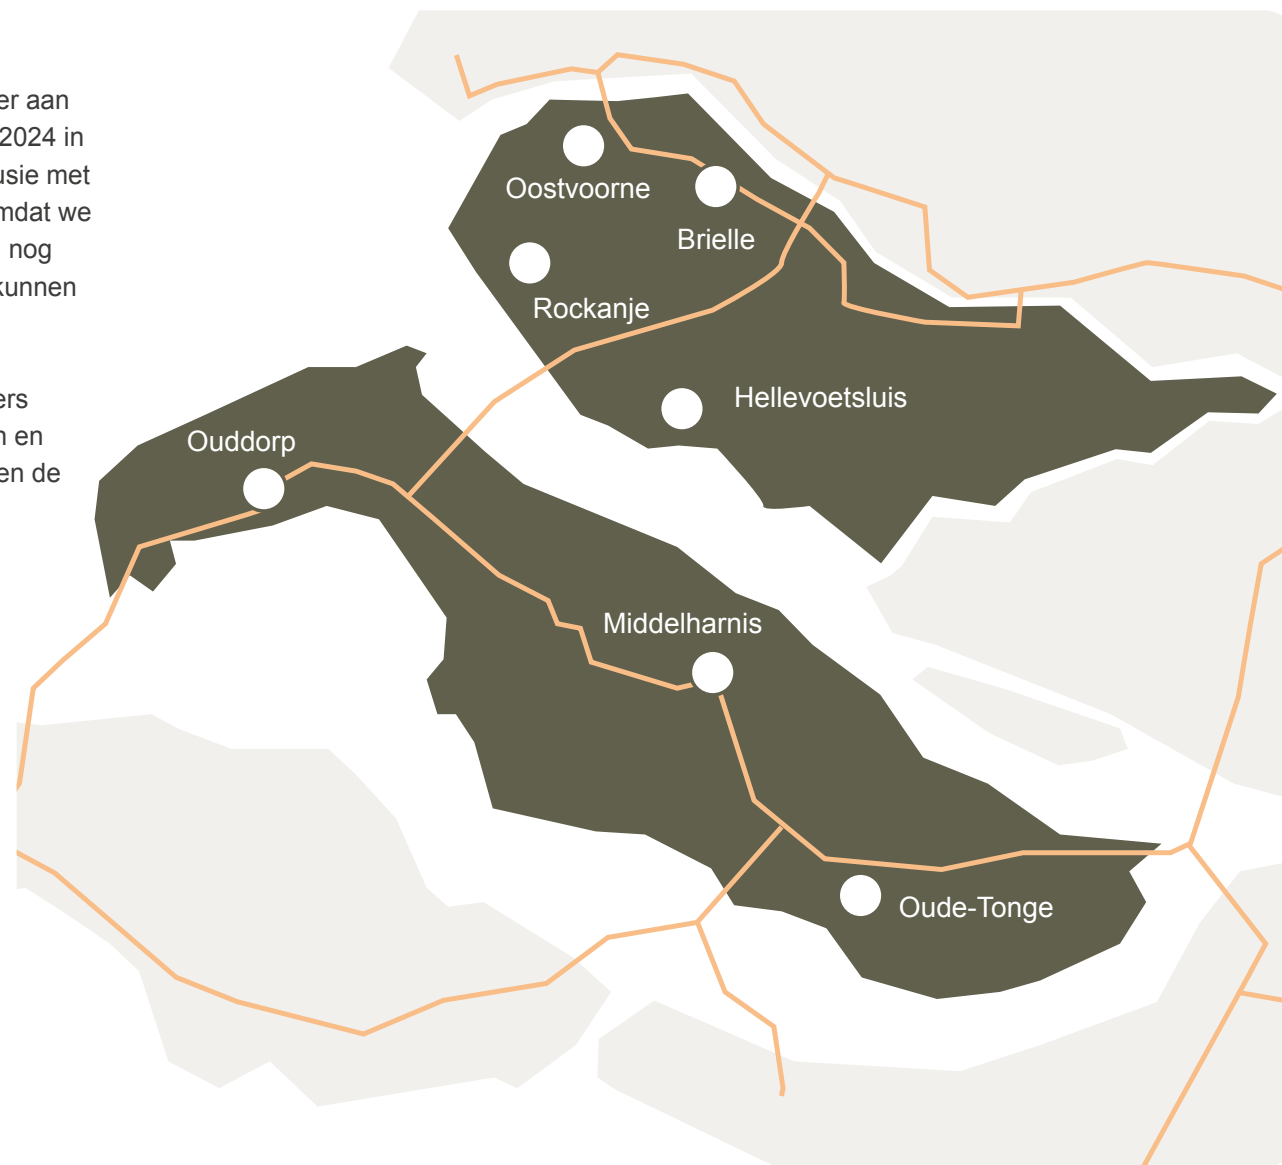 er aan
2024 in
usie met
mdat we
nog
kunnen
ers
n en
en de
Oostvoorne
Brielle
Rockanje
Hellevoetsluis
Ouddorp
Middelharnis
Oude-Tonge